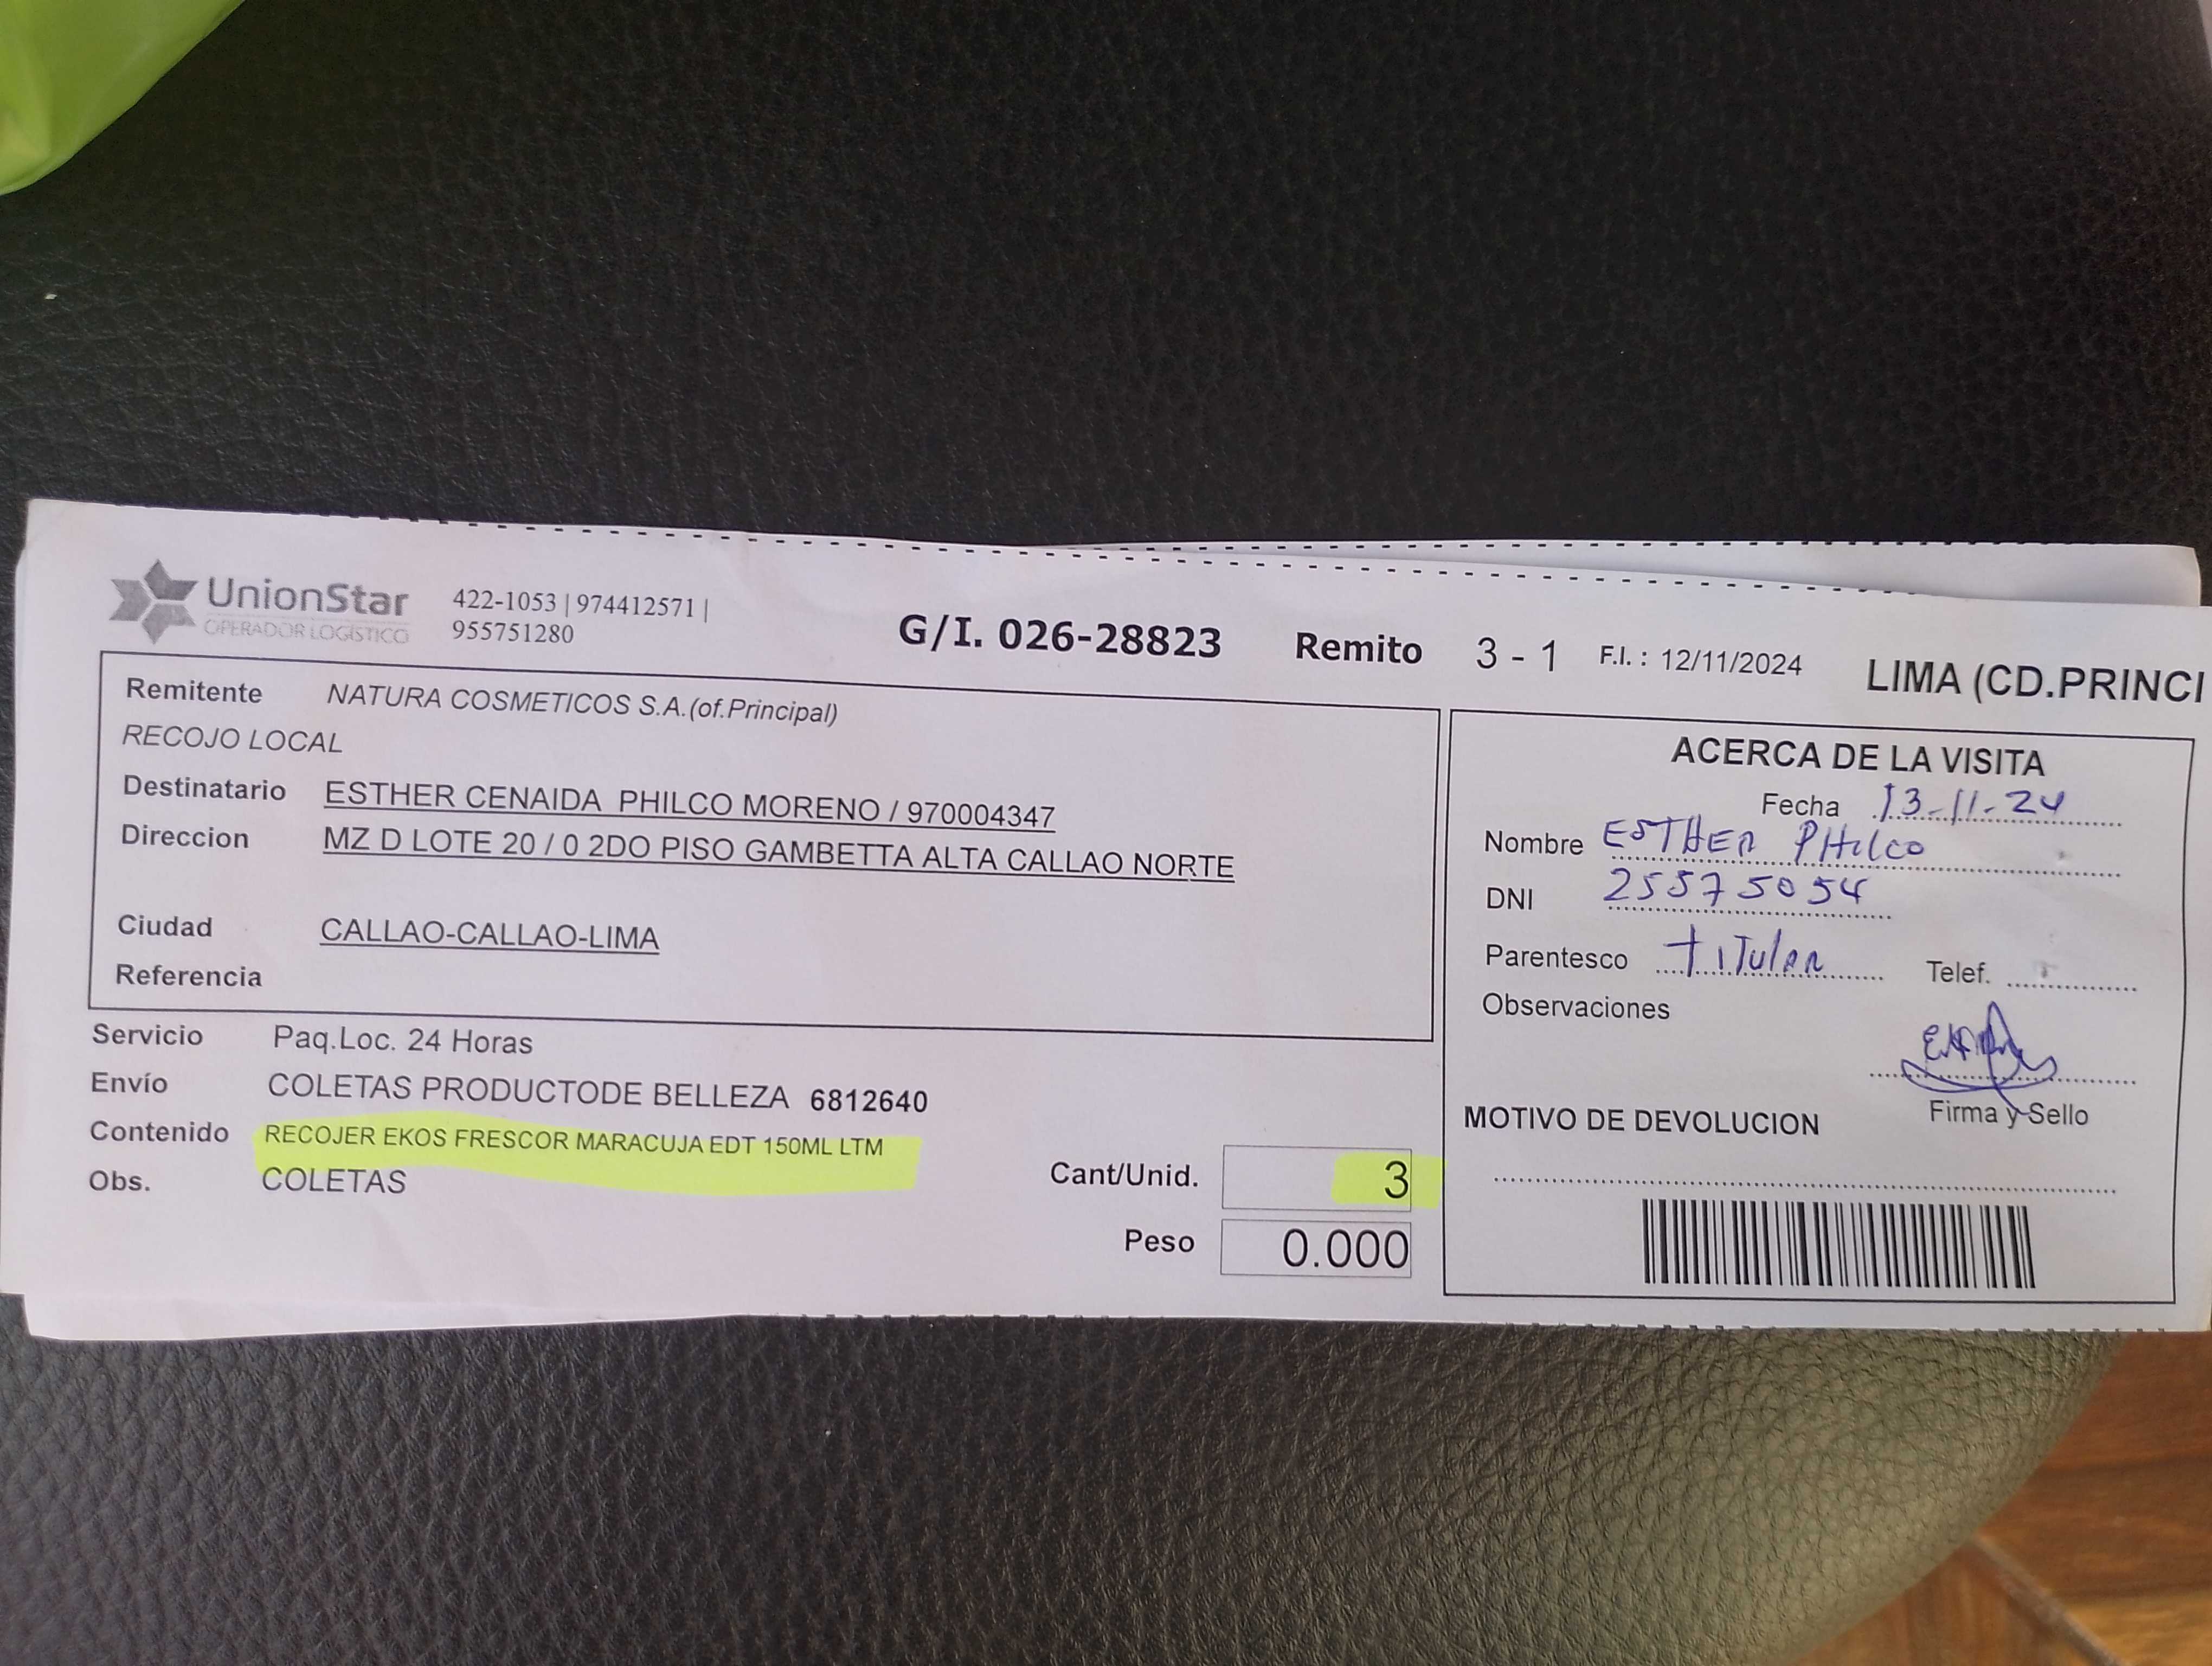 UnionStar
OPERADOR LOGÍSTICO
422-1053 | 974412571 |
955751280
G/I. 026-28823 Remito 3 - 1 F.I. : 12/11/2024 LIMA (CD.PRINCI
Remitente NATURA COSMETICOS S.A.(of.Principal)
RECOJO LOCAL
Destinatario ESTHER CENAIDA PHILCO MORENO / 970004347
Direccion MZ D LOTE 20 / 0 2DO PISO GAMBETTA ALTA CALLAO NORTE
Ciudad CALLAO-CALLAO-LIMA
Referencia
Servicio Paq.Loc. 24 Horas
Envío COLETAS PRODUCTODE BELLEZA 6812640
Contenido RECOJER EKOS FRESCOR MARACUJA EDT 150ML LTM
Obs. COLETAS
Cant/Unid. 3
Peso 0.000
ACERCA DE LA VISITA
Fecha 13-11-24
Nombre ESTHER PHilco
DNI 25575054
Parentesco tiTulAR Telef.
Observaciones
Firma y Sello
MOTIVO DE DEVOLUCION